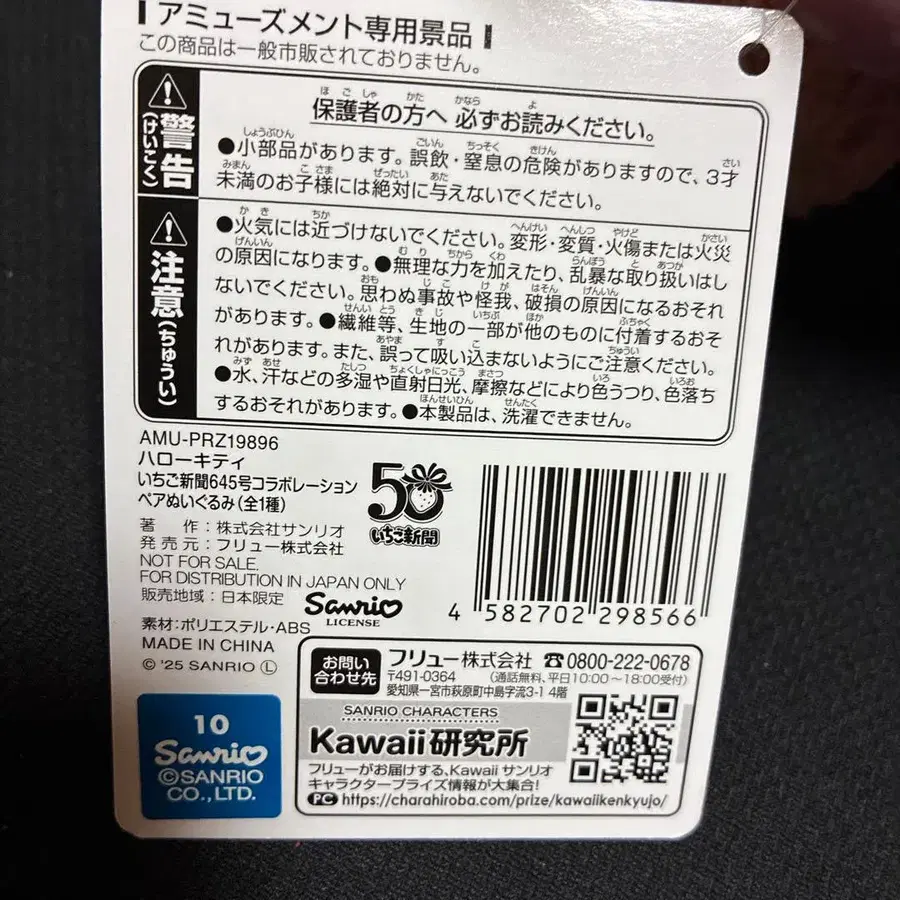 アミューズメント専用景品
この商品は一般市販されておりません。
警告(けいこく)
保護者の方へ 必ずお読みください。
●小部品があります。誤飲・窒息の危険がありますので、3才
未満のお子様には絶対に与えないでください。
注意(ちゅうい)
●火気には近づけないでください。変形・変質・火傷または火災
の原因になります。●無理な力を加えたり、乱暴な取り扱いはし
ないでください。思わぬ事故や怪我、破損の原因になるおそれ
があります。●繊維等、生地の一部が他のものに付着するおそ
れがあります。また、誤って吸い込まないようにご注意ください。
●水、汗などの多湿や直射日光、摩擦などにより色うつり、色落ち
するおそれがあります。●本製品は、洗濯できません。
AMU-PRZ19896
ハローキティ
いちご新聞645号コラボレーション
ペアぬいぐるみ(全1種)
50
いちご新聞
著 作:株式会社サンリオ
発売元:フリュー株式会社
NOT FOR SALE.
FOR DISTRIBUTION IN JAPAN ONLY
販売地域:日本限定
Sanrio
LICENSE
4 582702 298566
素材:ポリエステル・ABS
MADE IN CHINA
© '25 SANRIO Ⓛ
お問い
合わせ先
フリュー株式会社 ☎0800-222-0678
〒491-0364 (通話無料、平日10:00~18:00受付)
愛知県一宮市萩原町中島字流3-1 4階
SANRIO CHARACTERS
Kawaii研究所
フリューがお届けする、Kawaii サンリオ
キャラクタープライズ情報が大集合!
PC https://charahiroba.com/prize/kawaiikenkyujo/
10
Sanrio
©SANRIO
CO.,LTD.